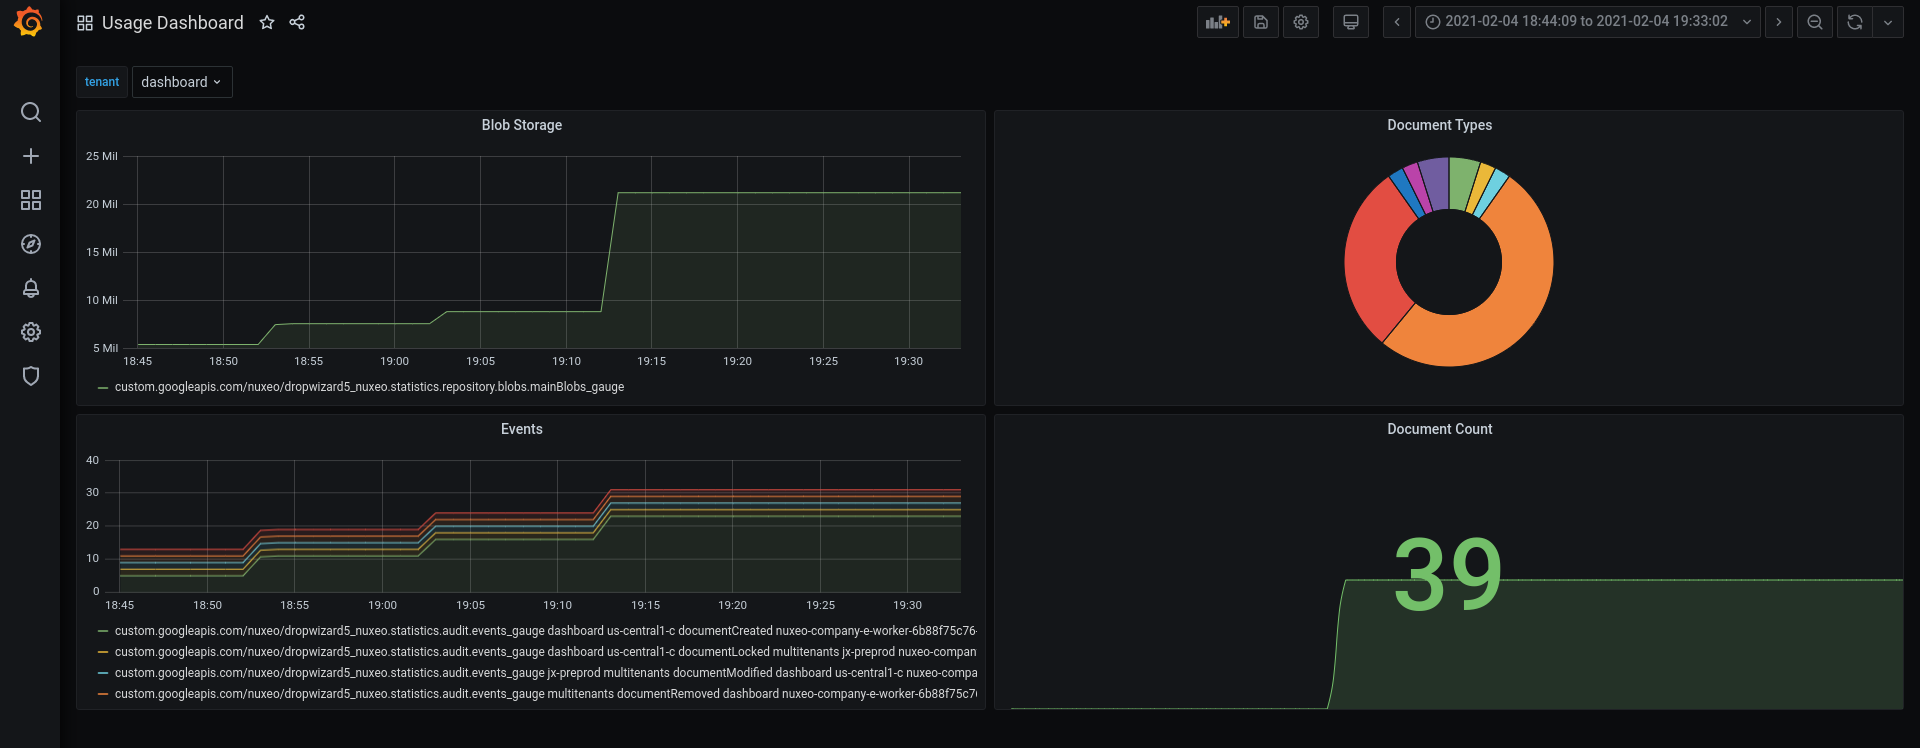 Usage Dashboard
2021-02-04 18:44:09 to 2021-02-04 19:33:02
tenant
dashboard
Blob Storage
25 Mil
20 Mil
15 Mil
10 Mil
5 Mil
18:45 18:50 18:55 19:00 19:05 19:10 19:15 19:20 19:25 19:30
custom.googleapis.com/nuxeo/dropwizard5_nuxeo.statistics.repository.blobs.mainBlobs_gauge
Document Types
Events
40
30
20
10
0
18:45 18:50 18:55 19:00 19:05 19:10 19:15 19:20 19:25 19:30
custom.googleapis.com/nuxeo/dropwizard5_nuxeo.statistics.audit.events_gauge dashboard us-central1-c documentCreated nuxeo-company-e-worker-6b88f75c76-
custom.googleapis.com/nuxeo/dropwizard5_nuxeo.statistics.audit.events_gauge dashboard us-central1-c documentLocked multitenants jx-preprod nuxeo-compan
custom.googleapis.com/nuxeo/dropwizard5_nuxeo.statistics.audit.events_gauge jx-preprod multitenants documentModified dashboard us-central1-c nuxeo-compa
custom.googleapis.com/nuxeo/dropwizard5_nuxeo.statistics.audit.events_gauge multitenants documentRemoved dashboard nuxeo-company-e-worker-6b88f75c7
Document Count
39